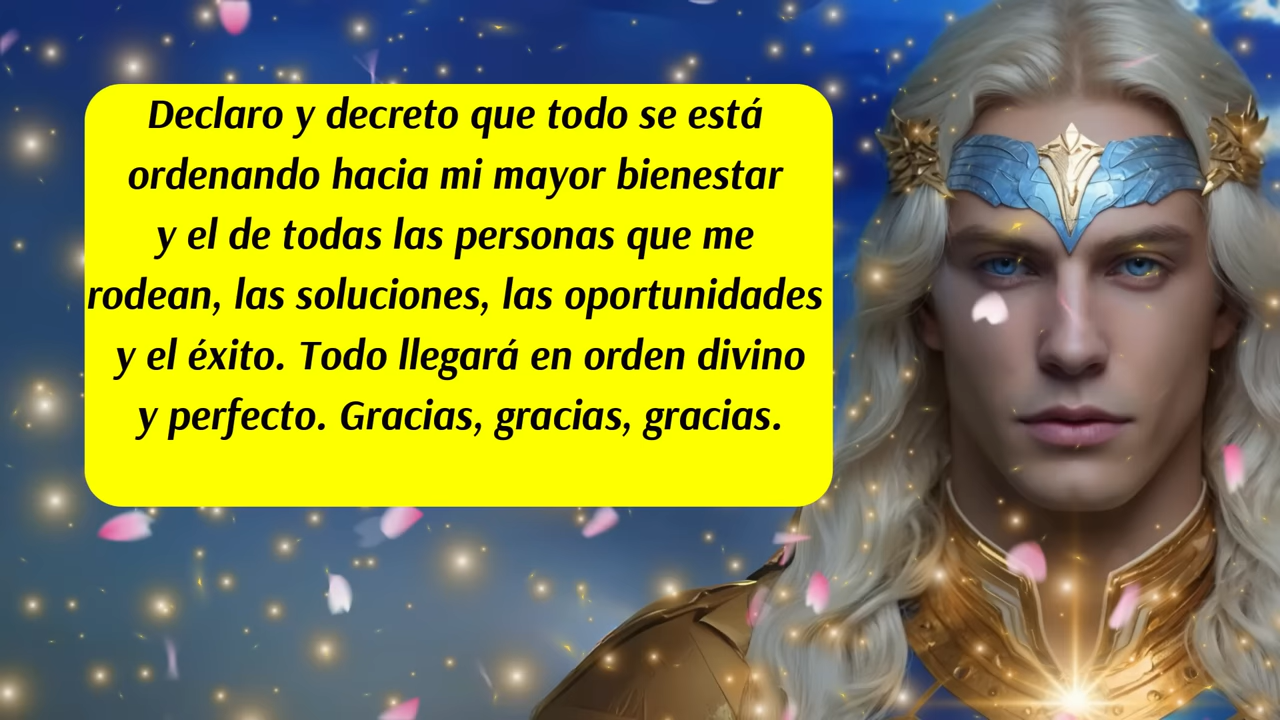 Declaro y decreto que todo se está
ordenando hacia mi mayor bienestar
y el de todas las personas que me
rodean, las soluciones, las oportunidades
y el éxito. Todo llegará en orden divino
y perfecto. Gracias, gracias, gracias.